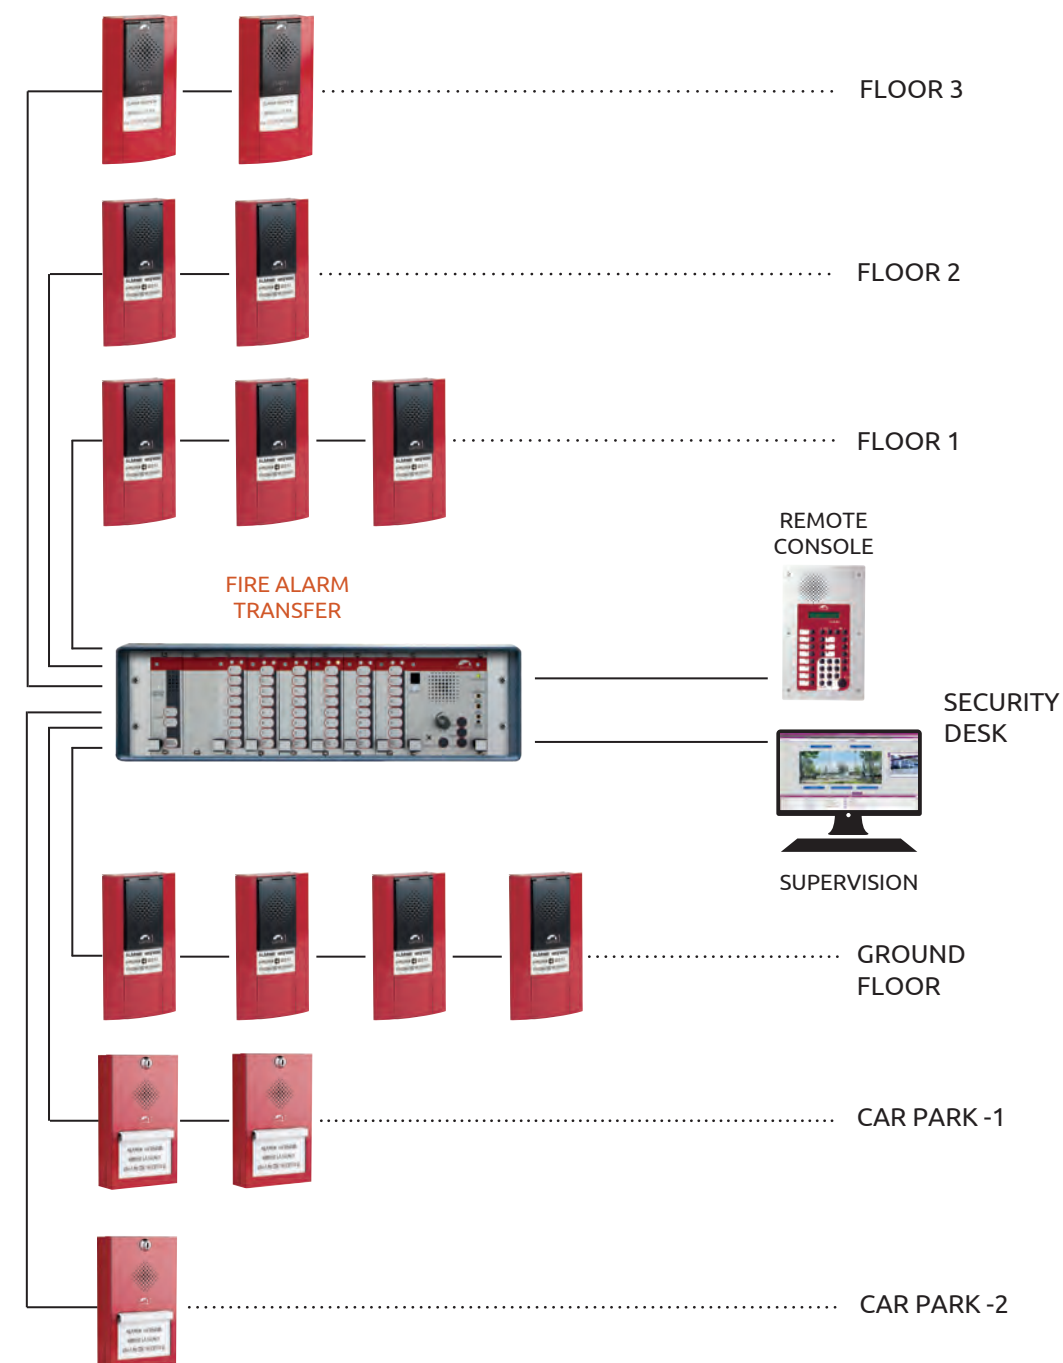 FLOOR 3
FLOOR 2
FLOOR 1
REMOTE
CONSOLE
FIRE ALARM
TRANSFER
SECURITY
DESK
SUPERVISION
GROUND
FLOOR
CAR PARK -1
CAR PARK -2